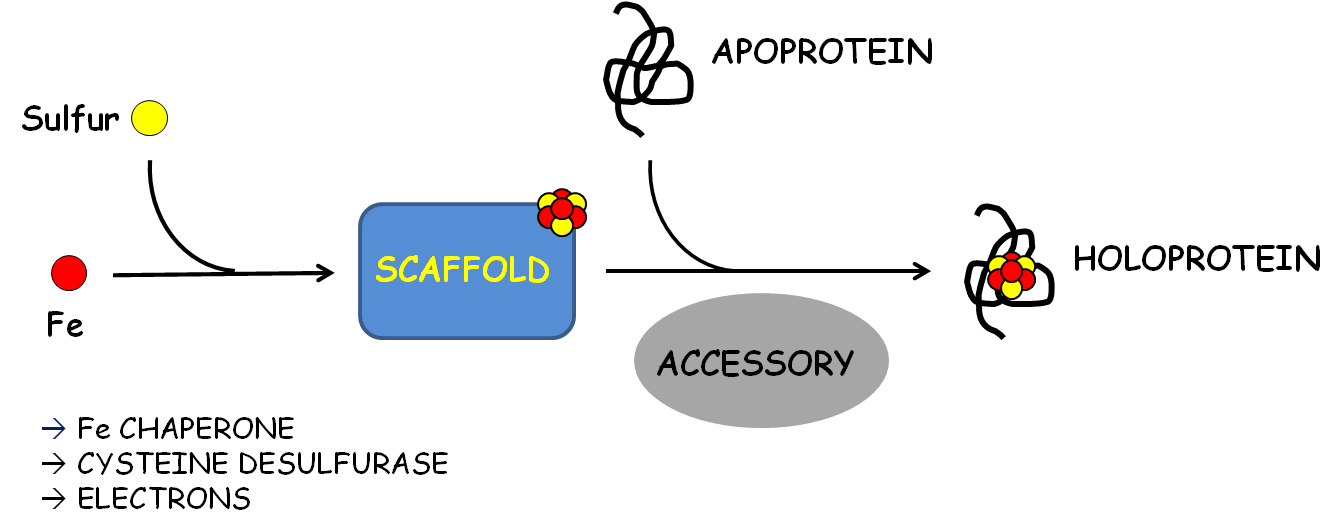 APOPROTEIN
Sulfur
SCAFFOLD
HOLOPROTEIN
Fe
ACCESSORY
→ Fe CHAPERONE
→ CYSTEINE DESULFURASE
→ ELECTRONS